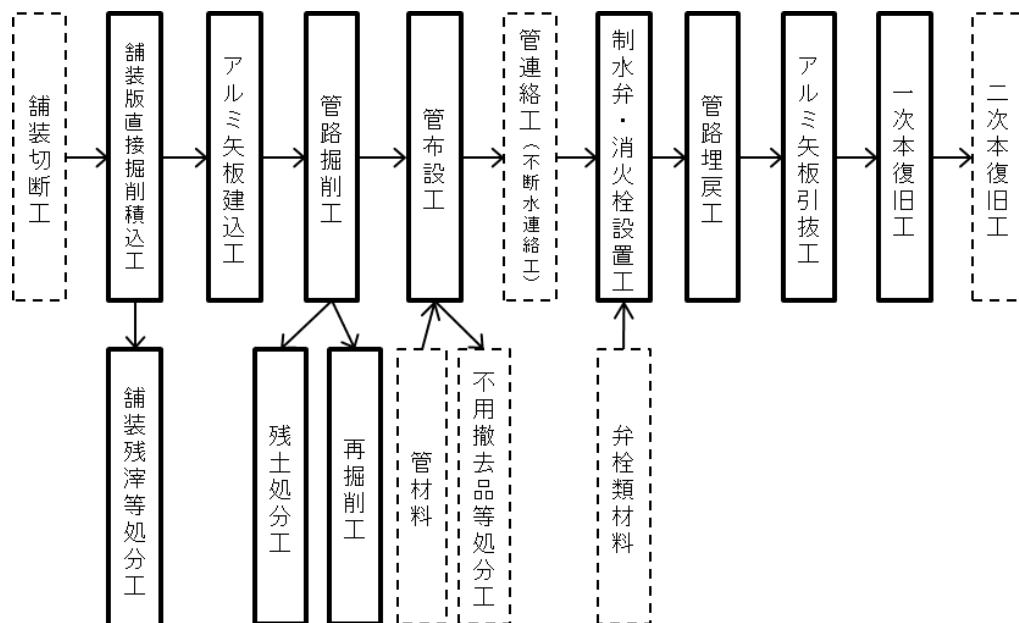 舗装切断工
舗装版直接掘削積込工
アルミ矢板建込工
管路掘削工
管布設工
管連絡工（不断水連絡工）
制水弁・消火栓設置工
管路埋戻工
アルミ矢板引抜工
一次本復旧工
二次本復旧工
舗装残滓等処分工
残土処分工
再掘削工
管材料
不用撤去品等処分工
弁栓類材料